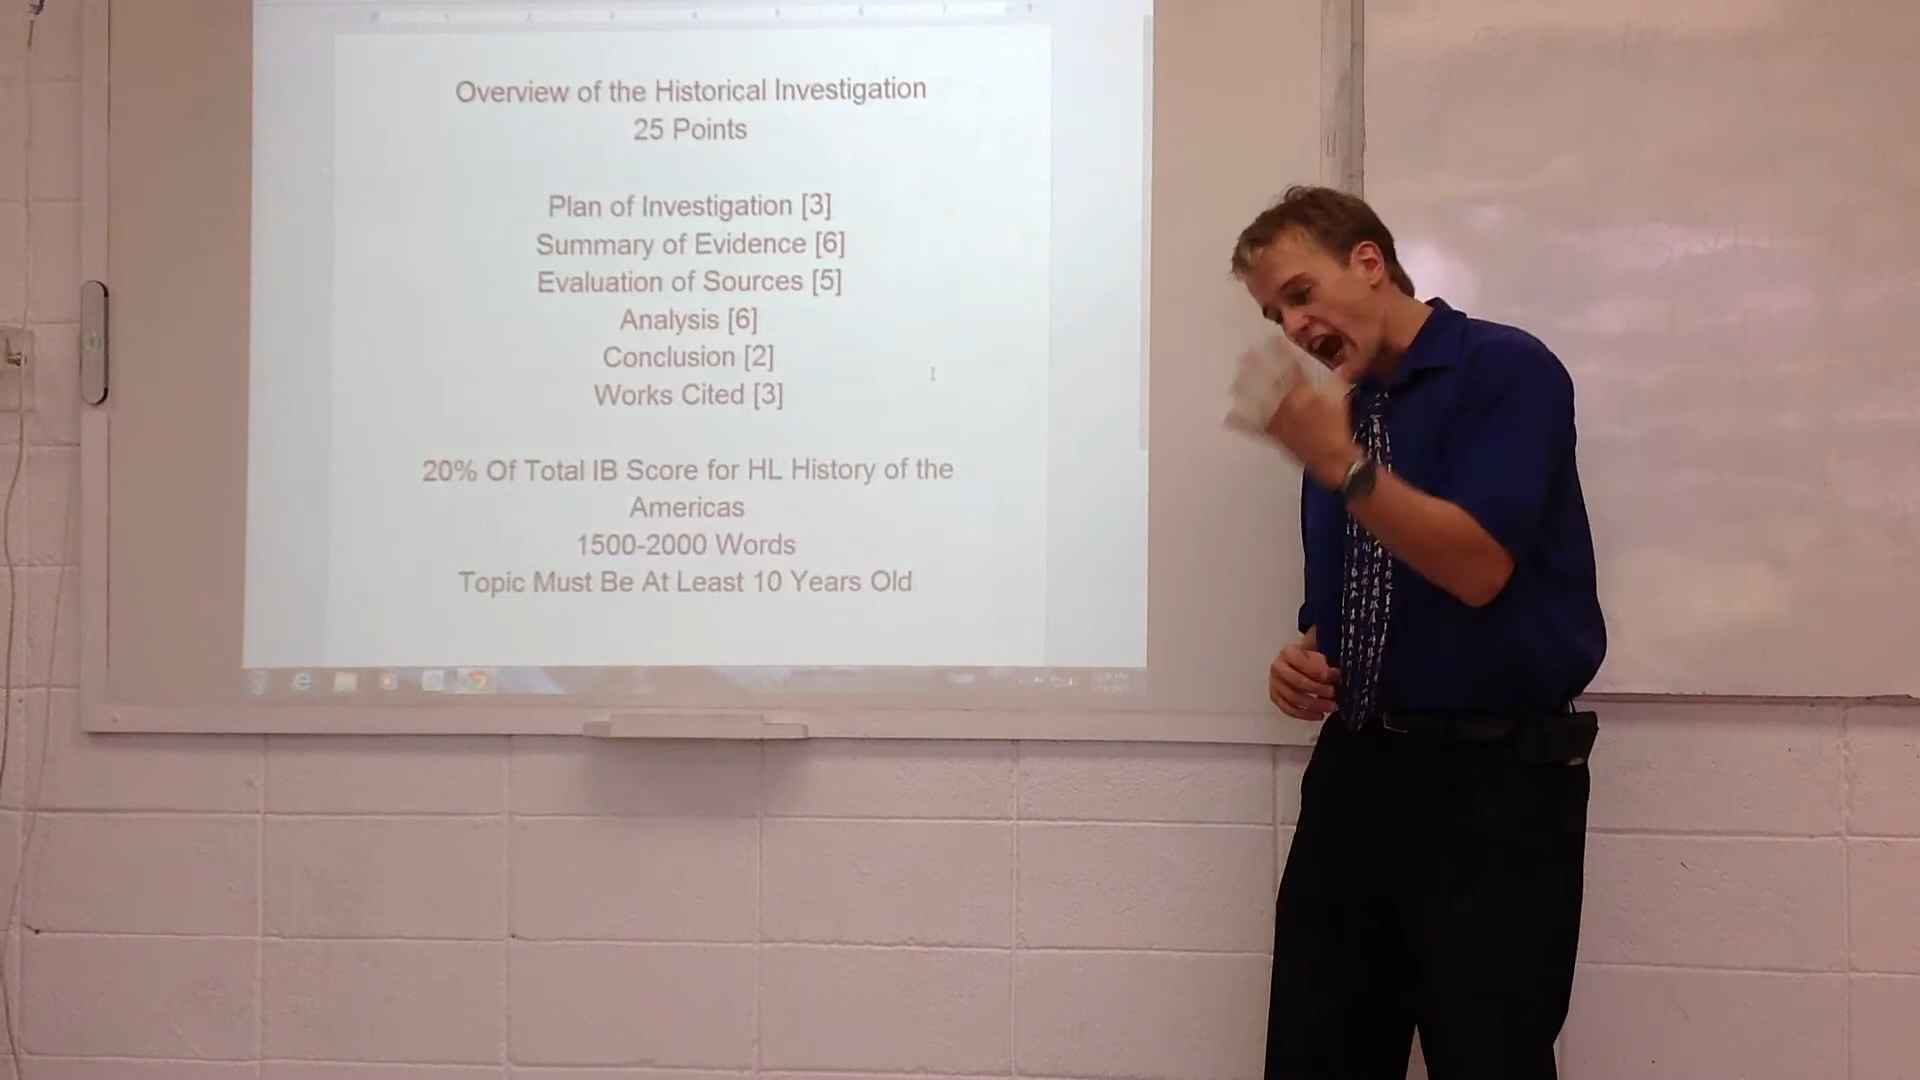 Overview of the Historical Investigation
25 Points
Plan of Investigation [3]
Summary of Evidence [6]
Evaluation of Sources [5]
Analysis [6]
Conclusion [2]
Works Cited [3]
20% Of Total IB Score for HL History of the
Americas
1500-2000 Words
Topic Must Be At Least 10 Years Old